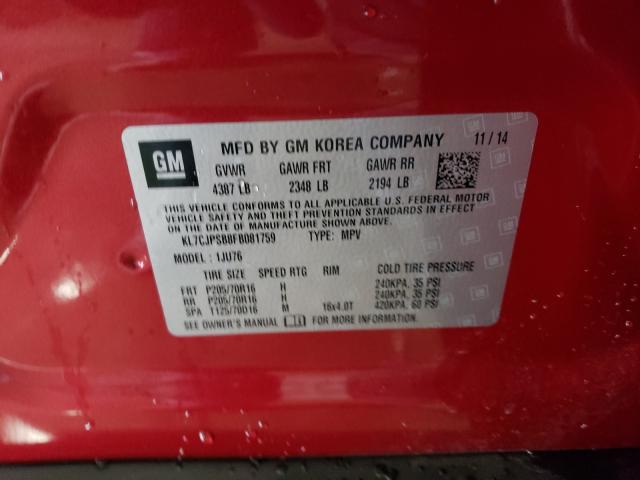 GM MFD BY GM KOREA COMPANY 11/14
GVWR GAWR FRT GAWR RR
4387 LB 2348 LB 2194 LB
THIS VEHICLE CONFORMS TO ALL APPLICABLE U.S. FEDERAL MOTOR
VEHICLE SAFETY AND THEFT PREVENTION STANDARDS IN EFFECT
ON THE DATE OF MANUFACTURE SHOWN ABOVE.
KL7CJPSB8FB081759 TYPE: MPV
MODEL: 1JU76
TIRE SIZE SPEED RTG RIM COLD TIRE PRESSURE
FRT P205/70R16 H 240KPA, 35 PSI
RR P205/70R16 H 240KPA, 35 PSI
SPA T125/70D16 M 16x4.0T 420KPA, 60 PSI
SEE OWNER'S MANUAL FOR MORE INFORMATION.